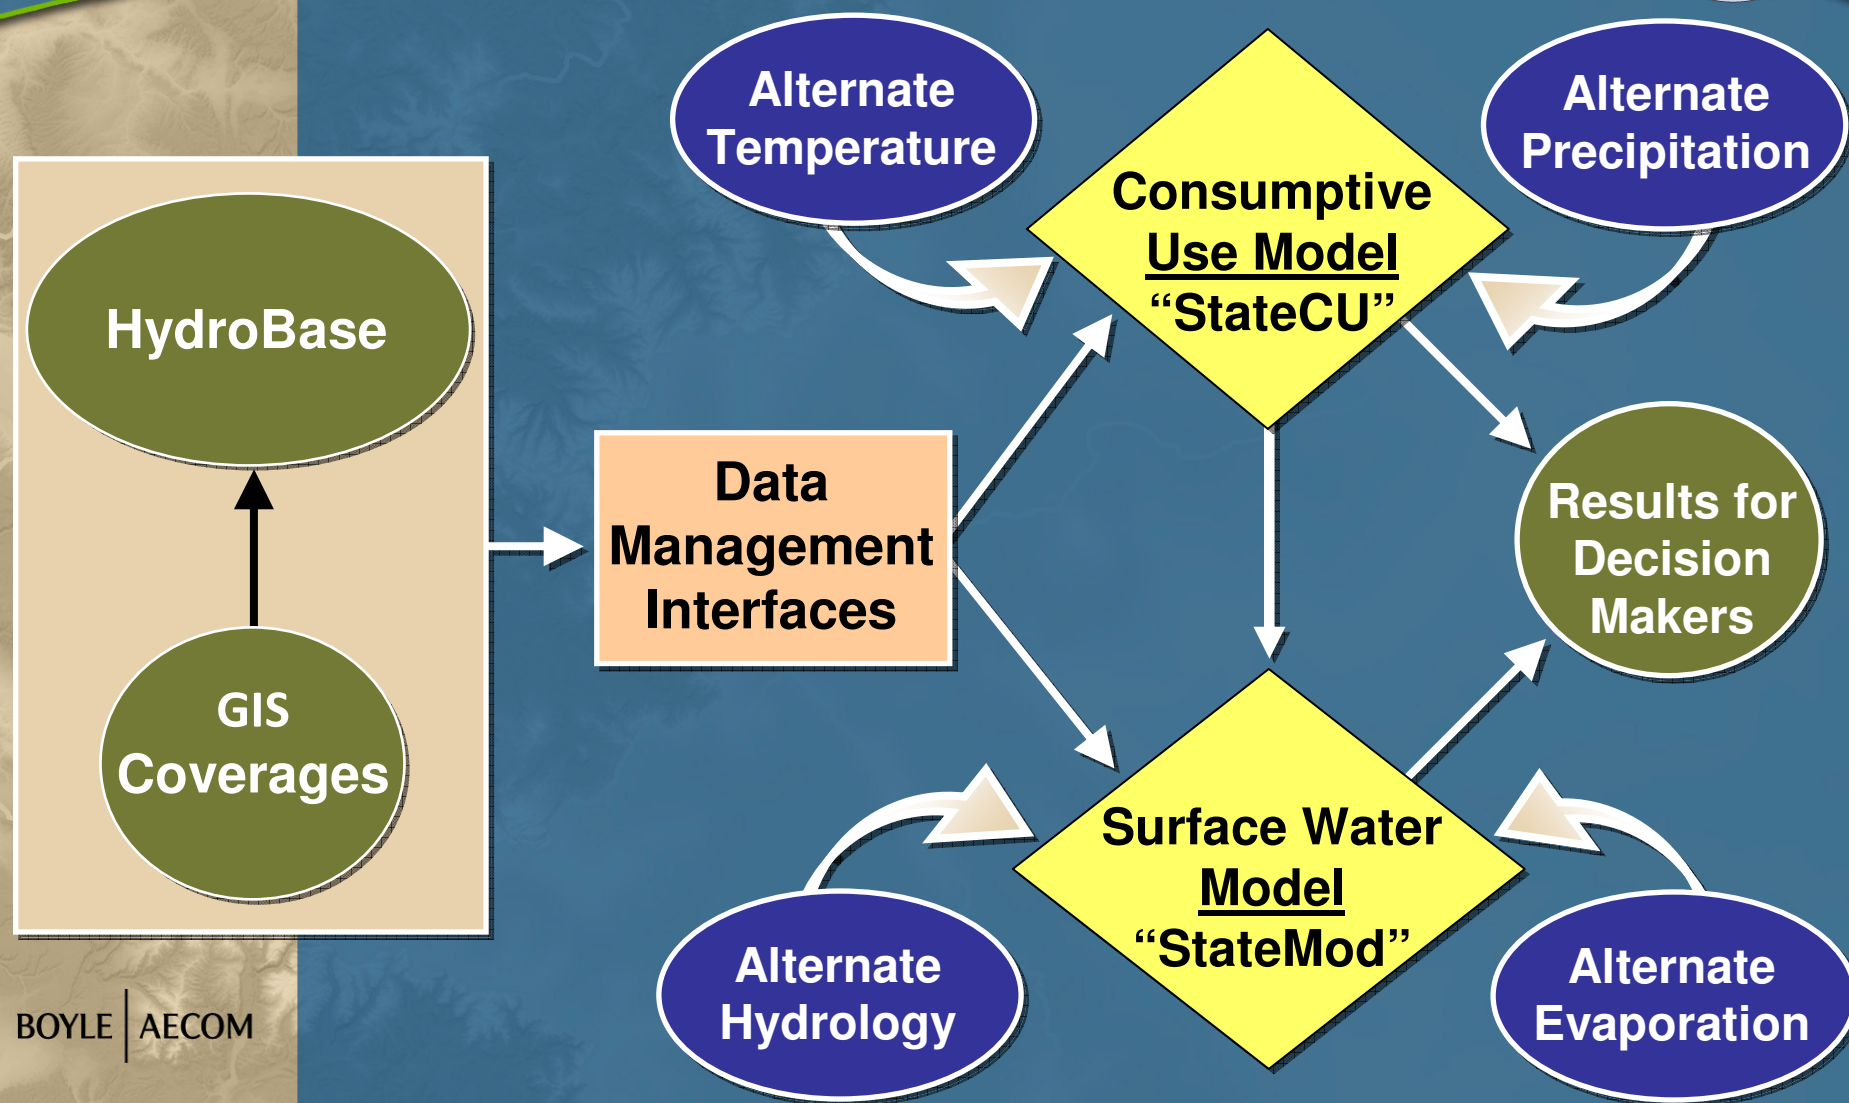 Alternate
Temperature
Consumptive
Use Model
“StateCU”
Alternate
Precipitation
HydroBase
Data
Management
Interfaces
Results for
Decision
Makers
GIS
Coverages
Surface Water
Model
“StateMod”
Alternate
Hydrology
Alternate
Evaporation
BOYLE | AECOM